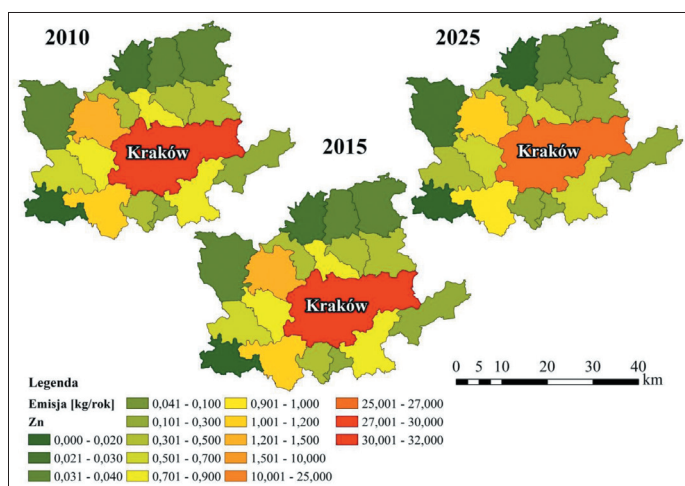 2010
2025
Kraków
Kraków
2015
Kraków
0 5 10 20 30 40
km
Legenda
Emisja [kg/rok]
Zn
0,000 - 0,020
0,021 - 0,030
0,031 - 0,040
0,041 - 0,100
0,101 - 0,300
0,301 - 0,500
0,501 - 0,700
0,701 - 0,900
0,901 - 1,000
1,001 - 1,200
1,201 - 1,500
1,501 - 10,000
10,001 - 25,000
25,001 - 27,000
27,001 - 30,000
30,001 - 32,000